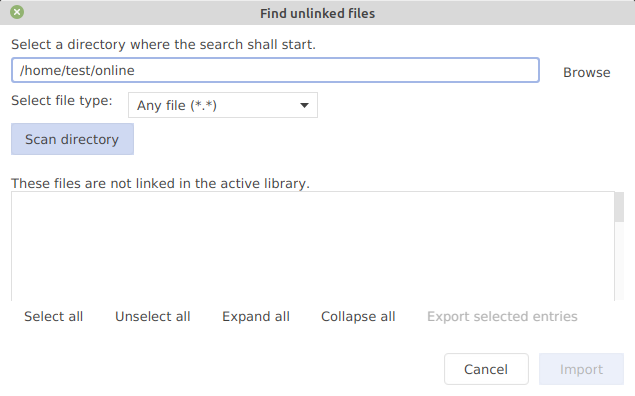 Find unlinked files
Select a directory where the search shall start.
/home/test/online
Browse
Select file type:
Any file (*.*)
Scan directory
These files are not linked in the active library.
Select all
Unselect all
Expand all
Collapse all
Export selected entries
Cancel
Import